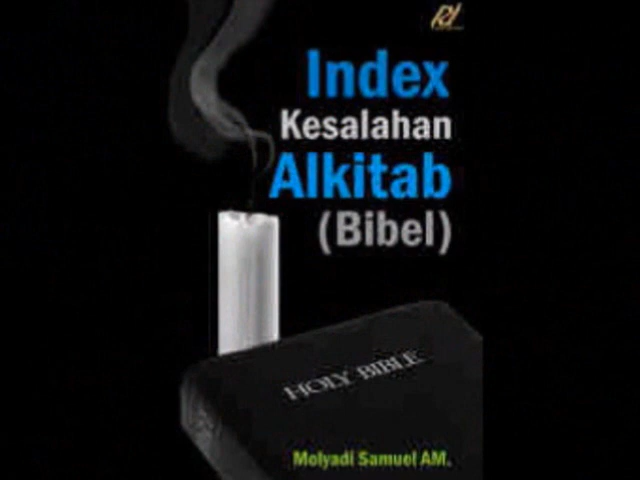 Index
Kesalahan
Alkitab
(Bibel)
HOLY BIBLE
Molyadi Samuel AM.